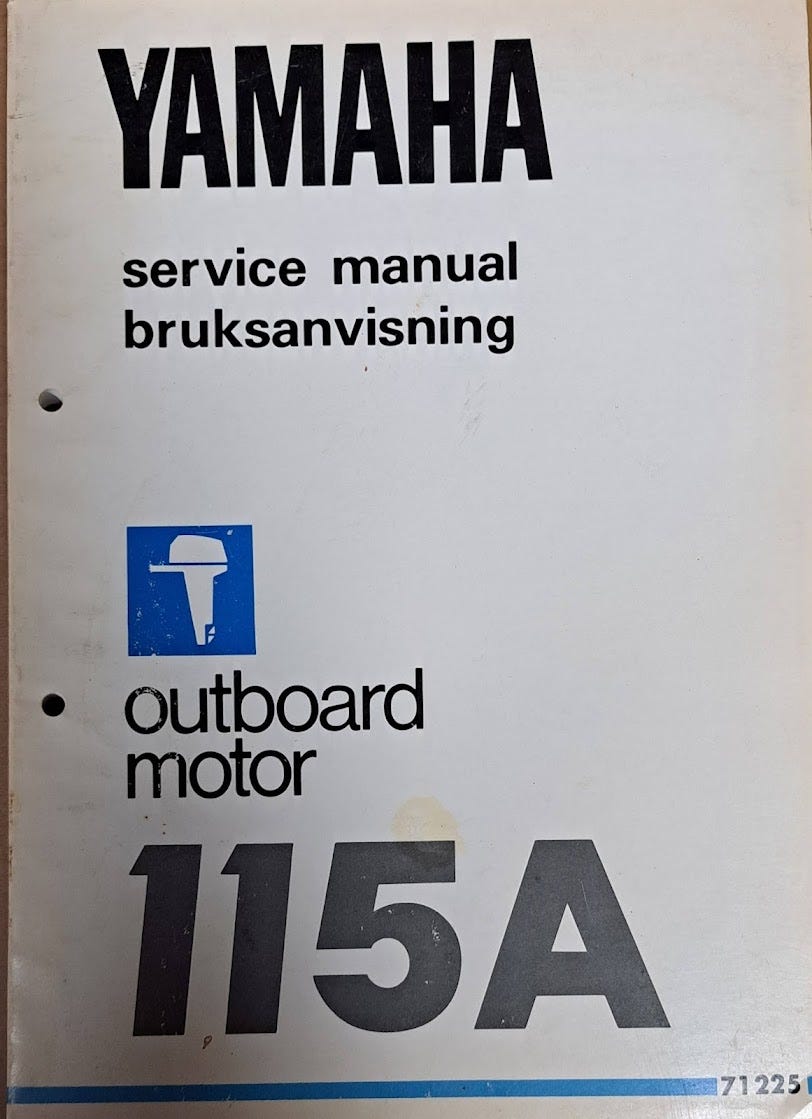 YAMAHA
service manual
bruksanvisning
outboard
motor
115A
71225